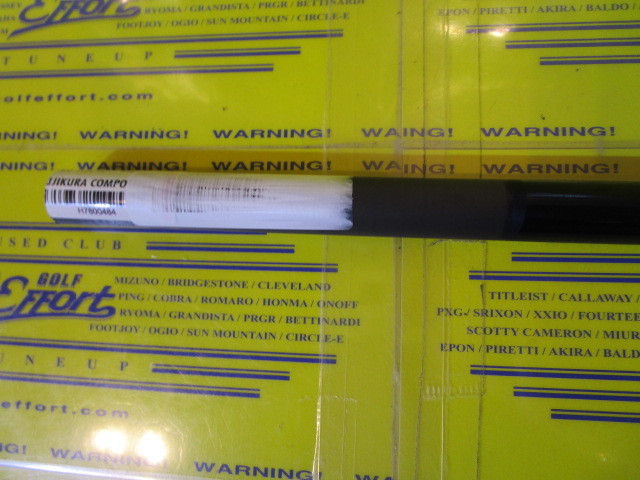 RYOMA / GRANDISTA / PRGR / BETTINARDI
FOOTJOY / OGIO / SUN MOUNTAIN / CIRCLE-E
EPON / PIRETTI / AKIRA / BALDO /
TUNEUP
olfeffort.com
WARNING! WARNING! WARNING! WARNING! WARNING!
JIKURA COMPO
H7800484
USED CLUB
GOLF
Effort
MIZUNO / BRIDGESTONE / CLEVELAND
PING / COBRA / ROMARO / HONMA / ONOFF
RYOMA / GRANDISTA / PRGR / BETTINARDI
FOOTJOY / OGIO / SUN MOUNTAIN / CIRCLE-E
TITLEIST / CALLAWAY /
PXG / SRIXON / XXIO / FOURTEE
SCOTTY CAMERON / MIUR
EPON / PIRETTI / AKIRA / BALD
TUNEUP
effort.com
WARNING! WARNING! WARNING! WARNING!